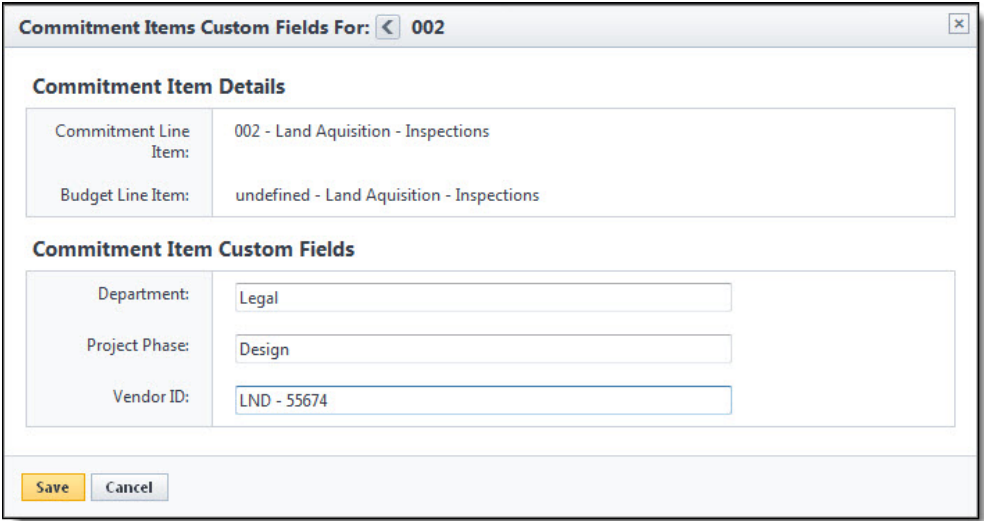 Commitment Items Custom Fields For: 002
Commitment Item Details
Commitment Line Item: 002 - Land Aquisition - Inspections
Budget Line Item: undefined - Land Aquisition - Inspections
Commitment Item Custom Fields
Department: Legal
Project Phase: Design
Vendor ID: LND - 55674
Save Cancel